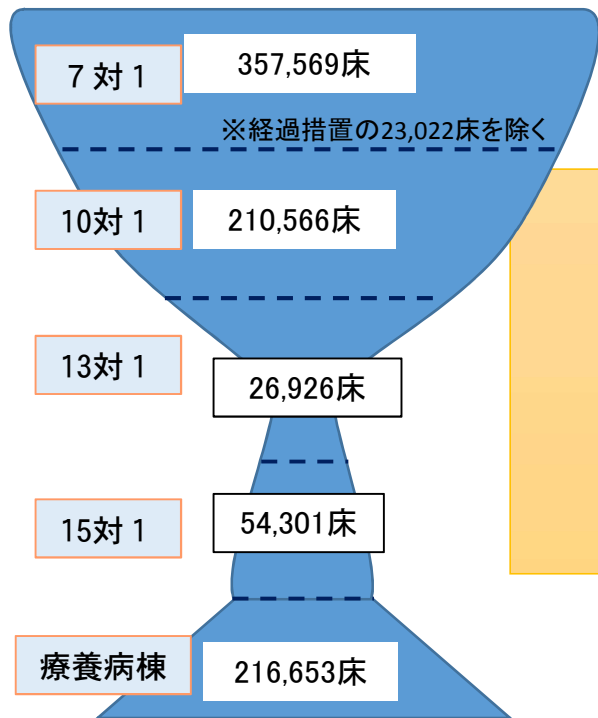 7対1
357,569床
※経過措置の23,022床を除く
10対1
210,566床
13対1
26,926床
15対1
54,301床
療養病棟
216,653床